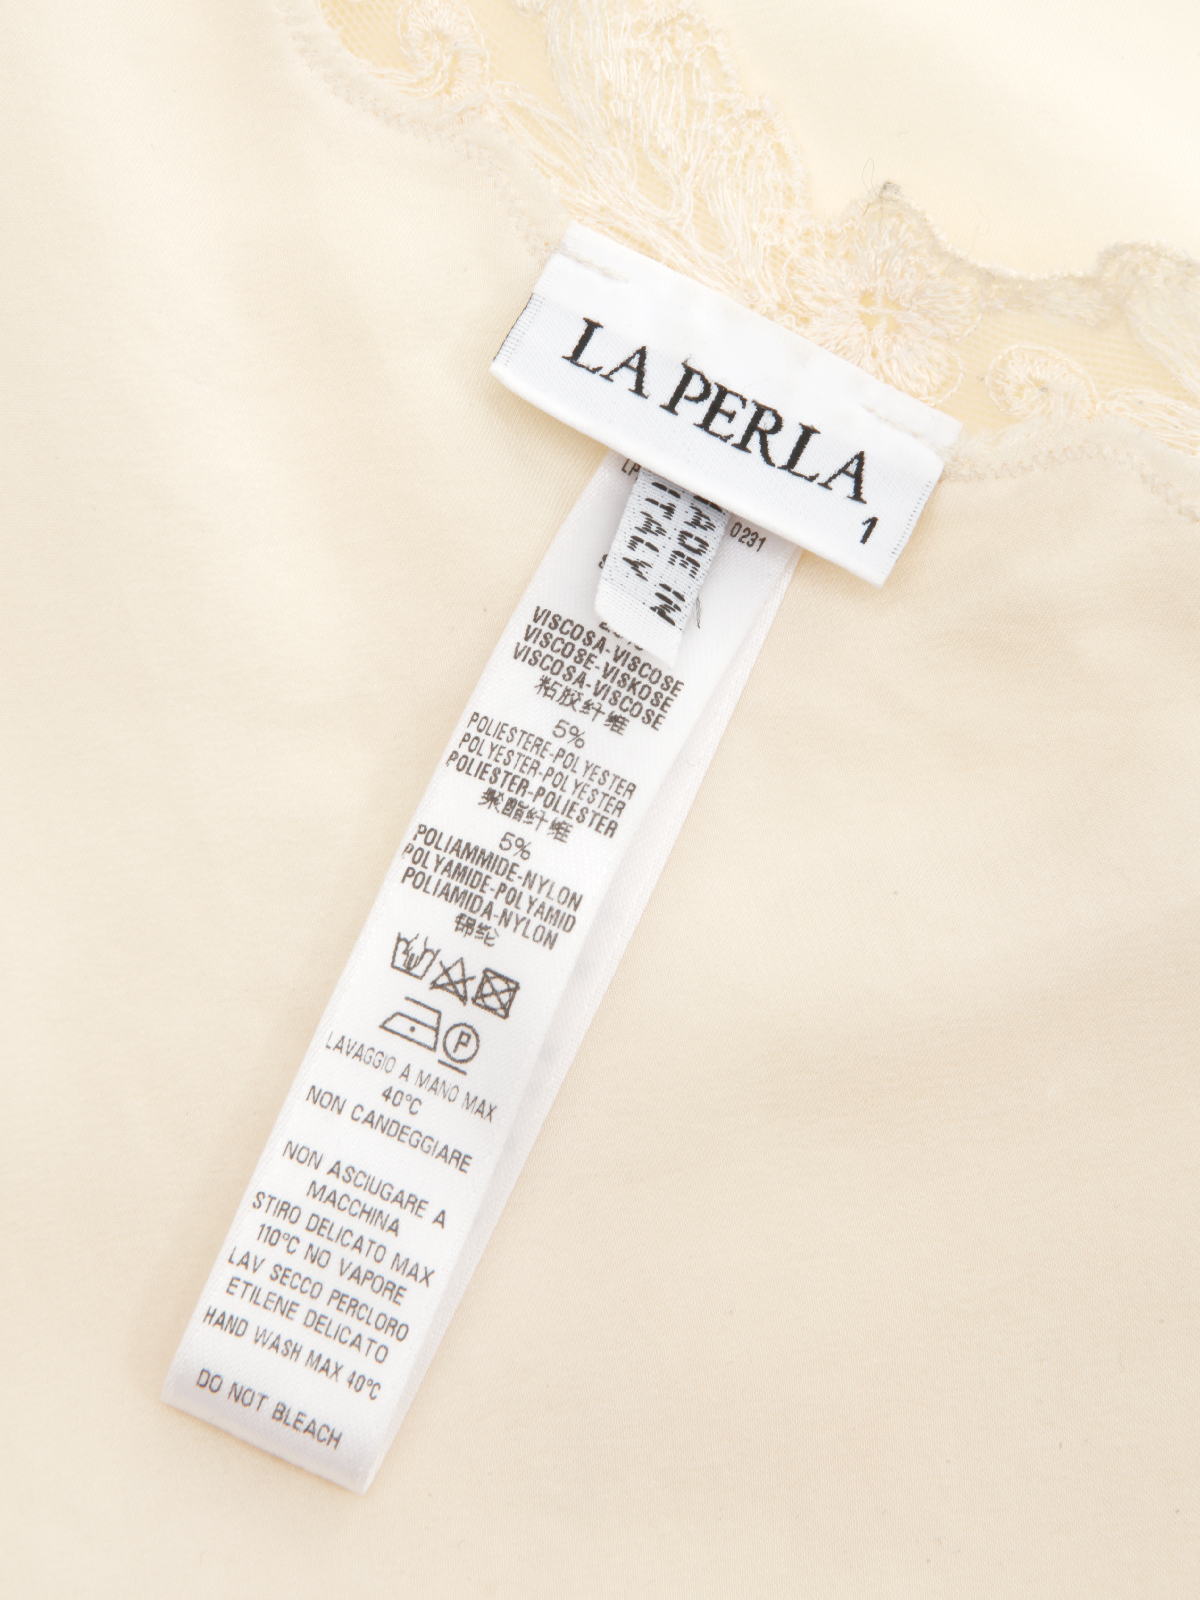 LA PERLA
1
MADE IN
ITALY
0231
VISCOSA-VISCOSE
VISCOSE-VISKOSE
VISCOSA-VISCOSE
粘胶纤维
5%
POLIESTERE-POLYESTER
POLYESTER-POLYESTER
POLIESTER-POLIESTER
聚酯纤维
5%
POLIAMMIDE-NYLON
POLYAMIDE-POLYAMID
POLIAMIDA-NYLON
锦纶
P
LAVAGGIO A MANO MAX
40°C
NON CANDEGGIARE
NON ASCIUGARE A
MACCHINA
STIRO DELICATO MAX
110°C NO VAPORE
LAV SECCO PERCLORO
ETILENE DELICATO
HAND WASH MAX 40°C
DO NOT BLEACH